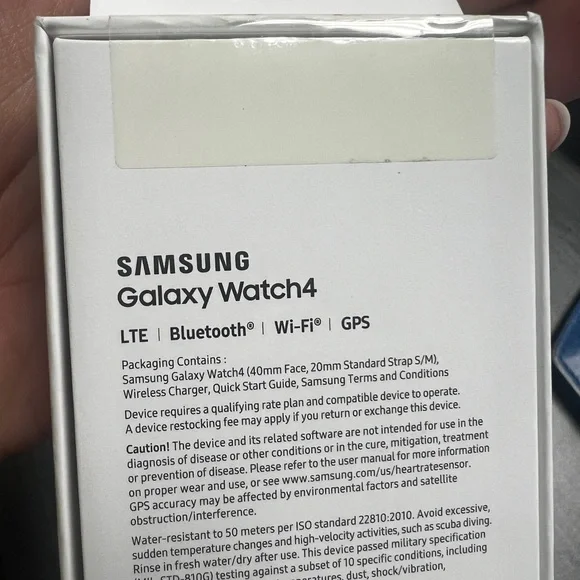 SAMSUNG
Galaxy Watch4
LTE | Bluetooth® | Wi-Fi® | GPS
Packaging Contains :
Samsung Galaxy Watch4 (40mm Face, 20mm Standard Strap S/M),
Wireless Charger, Quick Start Guide, Samsung Terms and Conditions
Device requires a qualifying rate plan and compatible device to operate.
A device restocking fee may apply if you return or exchange this device.
Caution! The device and its related software are not intended for use in the
diagnosis of disease or other conditions or in the cure, mitigation, treatment
or prevention of disease. Please refer to the user manual for more information
on proper wear and use, or see www.samsung.com/us/heartratesensor.
GPS accuracy may be affected by environmental factors and satellite
obstruction/interference.
Water-resistant to 50 meters per ISO standard 22810:2010. Avoid excessive,
sudden temperature changes and high-velocity activities, such as scuba diving.
Rinse in fresh water/dry after use. This device passed military specification
(MIL-STD-810G) testing against a subset of 10 specific conditions, including
dust, shock/vibration,